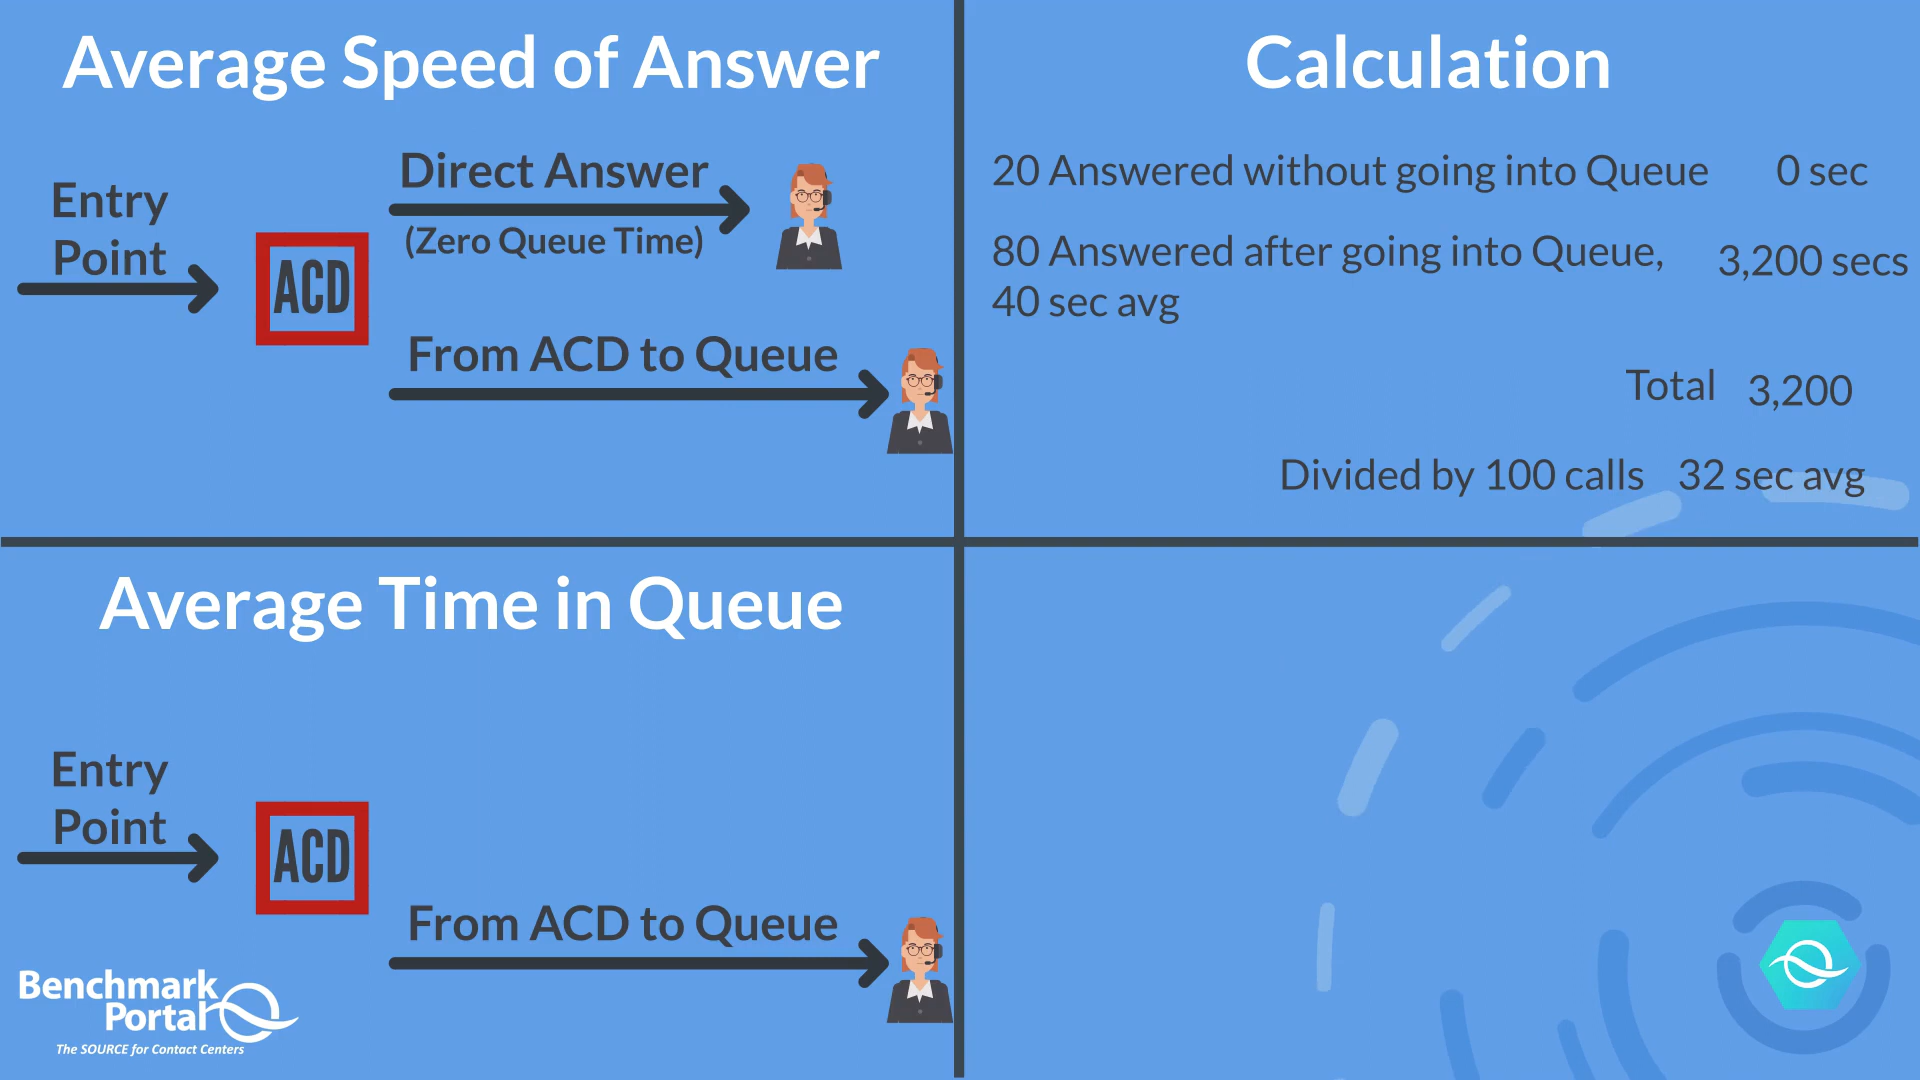 Average Speed of Answer
Entry
Point
ACD
Direct Answer
(Zero Queue Time)
From ACD to Queue
Calculation
20 Answered without going into Queue 0 sec
80 Answered after going into Queue, 3,200 secs
40 sec avg
Total 3,200
Divided by 100 calls 32 sec avg
Average Time in Queue
Entry
Point
ACD
From ACD to Queue
Benchmark
Portal
The SOURCE for Contact Centers